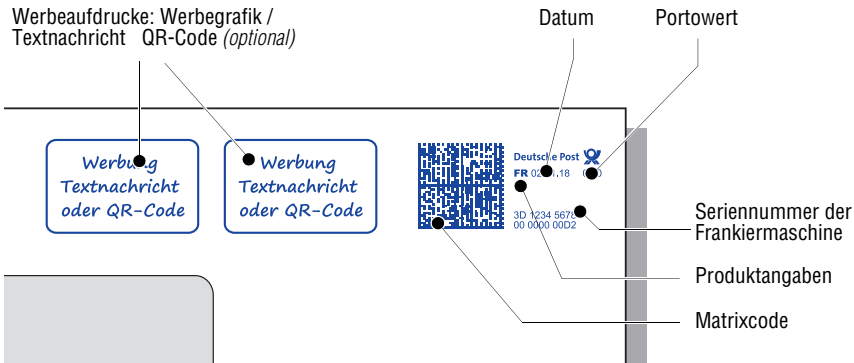 Werbeaufdrucke: Werbegrafik /
Textnachricht QR-Code (optional)
Datum
Portowert
Werbung
Textnachricht
oder QR-Code
Werbung
Textnachricht
oder QR-Code
Deutsche Post
FR
3D 1234 5678
00 0000 00D2
Seriennummer der
Frankiermaschine
Produktangaben
Matrixcode